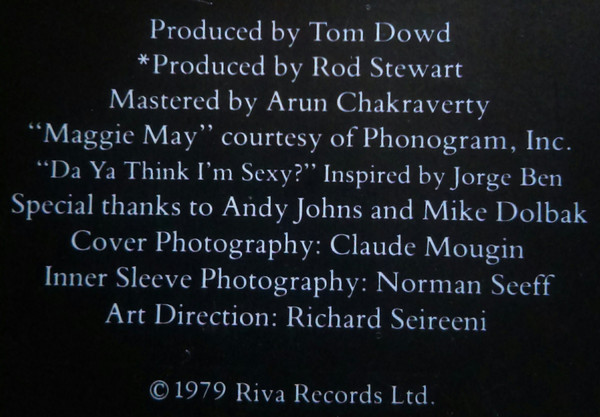 Produced by Tom Dowd
*Produced by Rod Stewart
Mastered by Arun Chakraverty
“Maggie May” courtesy of Phonogram, Inc.
“Da Ya Think I’m Sexy?” Inspired by Jorge Ben
Special thanks to Andy Johns and Mike Dolbak
Cover Photography: Claude Mougin
Inner Sleeve Photography: Norman Seeff
Art Direction: Richard Seireeni
©1979 Riva Records Ltd.